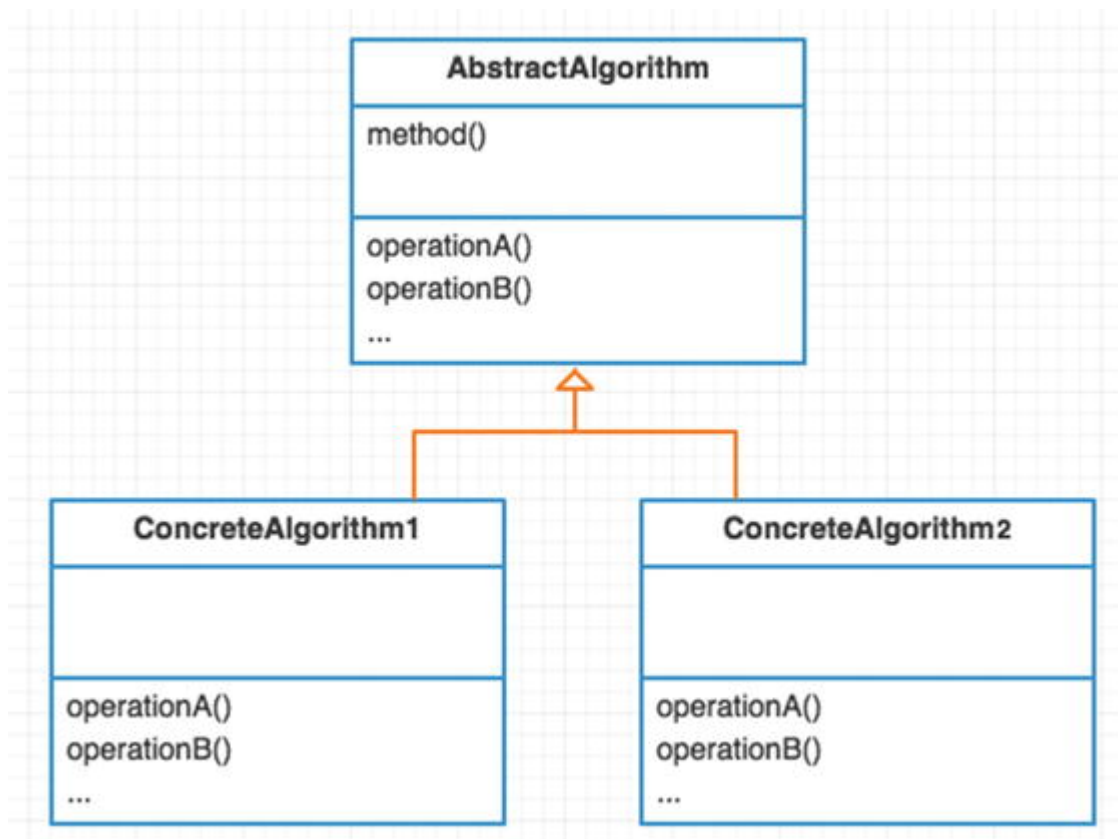 AbstractAlgorithm
method()
operationA()
operationB()
...
ConcreteAlgorithm1
operationA()
operationB()
...
ConcreteAlgorithm2
operationA()
operationB()
...